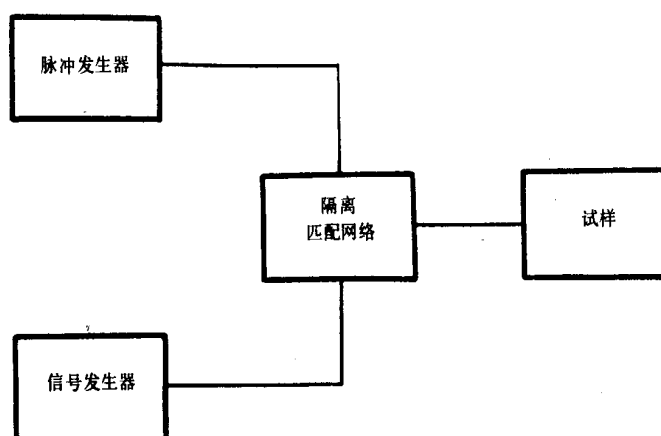 脉冲发生器
隔离
匹配网络
试样
信号发生器